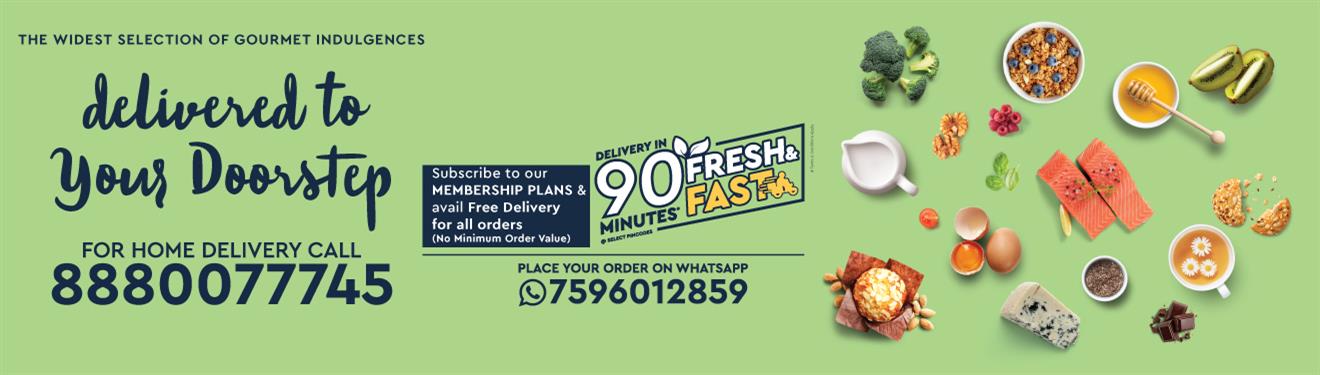 THE WIDEST SELECTION OF GOURMET INDULGENCES
delivered to
Your Doorstep
FOR HOME DELIVERY CALL
8880077745
Subscribe to our
MEMBERSHIP PLANS &
avail Free Delivery
for all orders
(No Minimum Order Value)
DELIVERY IN
90
MINUTES*
@ SELECT PINCODES
FRESH&
FAST
PLACE YOUR ORDER ON WHATSAPP
7596012859